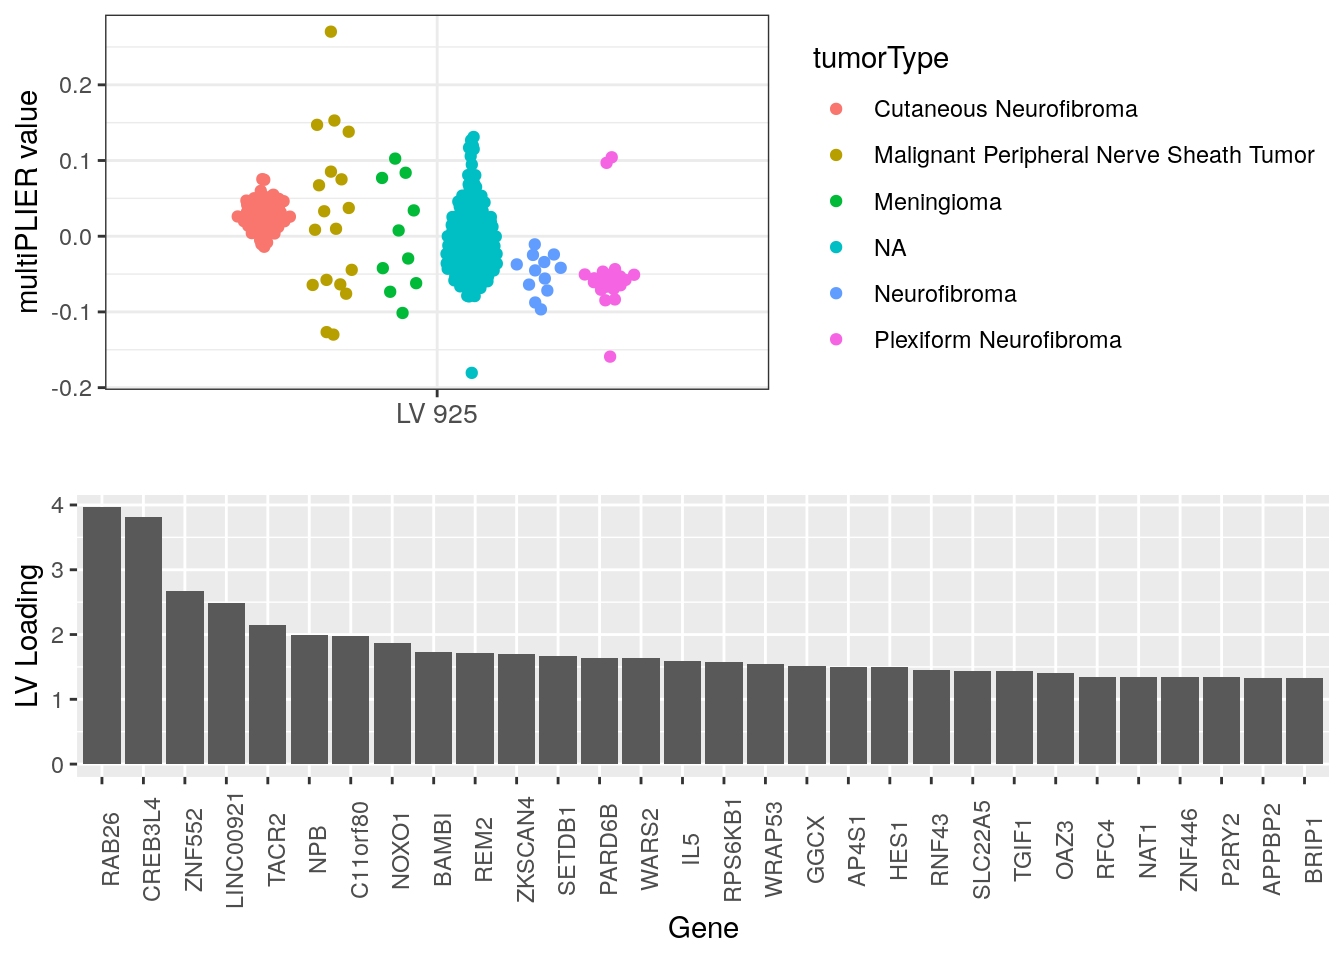 multiPLIER value
0.2
0.1
0.0
-0.1
-0.2
LV 925
tumorType
Cutaneous Neurofibroma
Malignant Peripheral Nerve Sheath Tumor
Meningioma
NA
Neurofibroma
Plexiform Neurofibroma
LV Loading
4
3
2
1
0
RAB26
CREB3L4
ZNF552
LINC00921
TACR2
NPB
C11orf80
NOXO1
BAMBI
REM2
ZKSCAN4
SETDB1
PARD6B
WARS2
IL5
RPS6KB1
WRAP53
GGCX
AP4S1
HES1
RNF43
SLC22A5
TGIF1
OAZ3
RFC4
NAT1
ZNF446
P2RY2
APPBP2
BRIP1
Gene